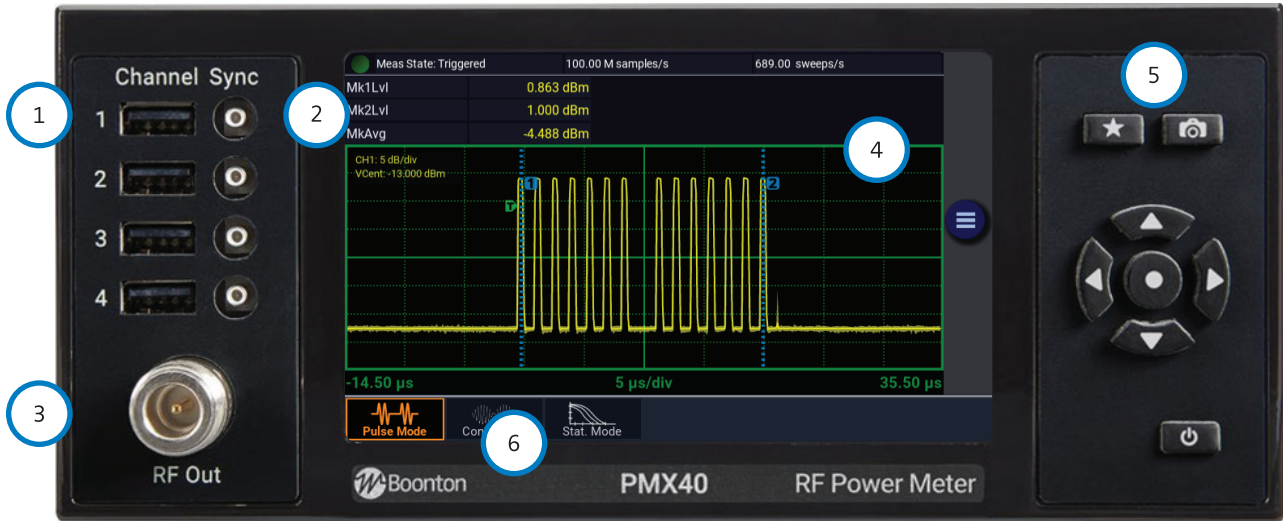 Channel Sync
1
2
3
4
RF Out
1
2
3
4
5
6
Meas State: Triggered 100.00 M samples/s 689.00 sweeps/s
Mk1Lvl 0.863 dBm
Mk2Lvl 1.000 dBm
MkAvg -4.488 dBm
CH1: 5 dB/div
VCent: -13.000 dBm
1
2
T
-14.50 µs 5 µs/div 35.50 µs
Pulse Mode Stat. Mode
Boonton PMX40 RF Power Meter